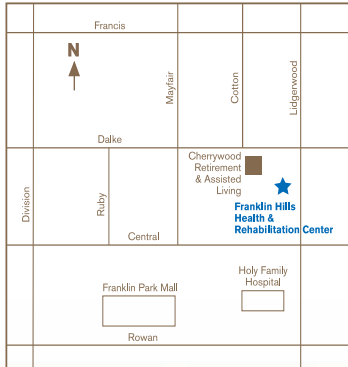 Francis
N
Mayfair
Cotton
Lidgerwood
Dalke
Cherrywood
Retirement
& Assisted
Living
Division
Ruby
Franklin Hills
Health &
Rehabilitation Center
Central
Holy Family
Hospital
Franklin Park Mall
Rowan